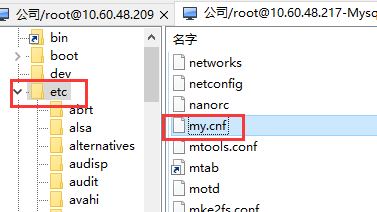 公司/root@10.60.48.209 ×
公司/root@10.60.48.217-Mysq
bin
boot
dev
etc
abrt
alsa
alternatives
audisp
audit
avahi
名字
networks
netconfig
nanorc
my.cnf
mtools.conf
mtab
motd
mke2fs.conf